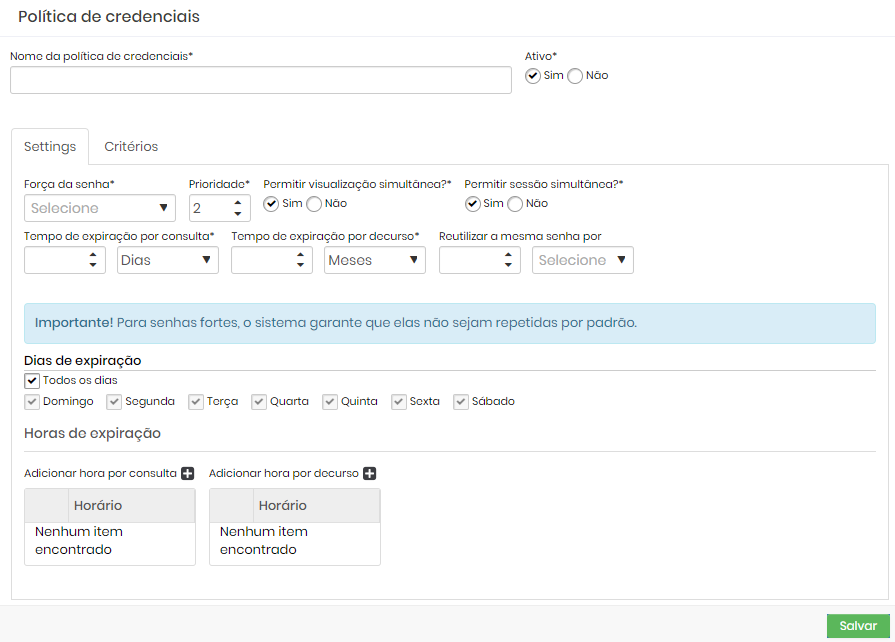 Política de credenciais
Nome da política de credenciais* Ativo*
Sim Não
Settings Critérios
Força da senha* Prioridade* Permitir visualização simultânea?* Permitir sessão simultânea?*
Selecione 2 Sim Não Sim Não
Tempo de expiração por consulta* Tempo de expiração por decurso* Reutilizar a mesma senha por
Dias Meses Selecione
Importante! Para senhas fortes, o sistema garante que elas não sejam repetidas por padrão.
Dias de expiração
Todos os dias
Domingo Segunda Terça Quarta Quinta Sexta Sábado
Horas de expiração
Adicionar hora por consulta Adicionar hora por decurso
Horário Horário
Nenhum item Nenhum item
encontrado encontrado
Salvar